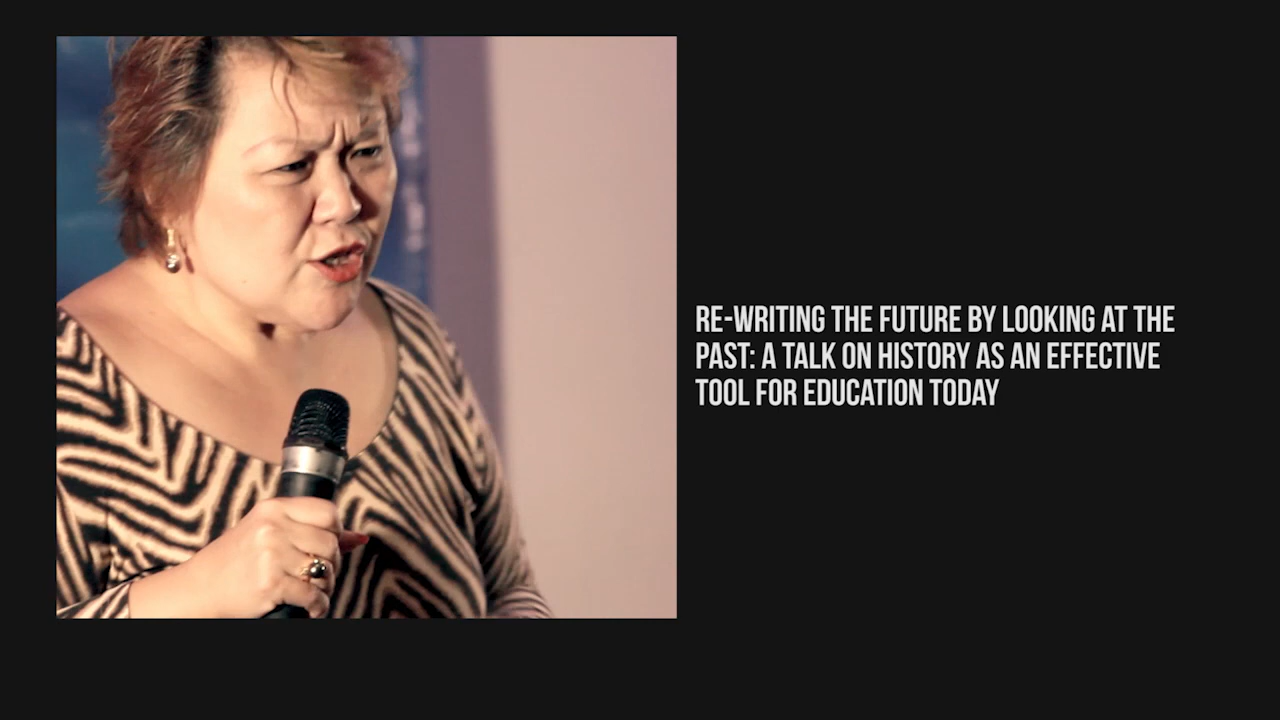 RE-WRITING THE FUTURE BY LOOKING AT THE
PAST: A TALK ON HISTORY AS AN EFFECTIVE
TOOL FOR EDUCATION TODAY